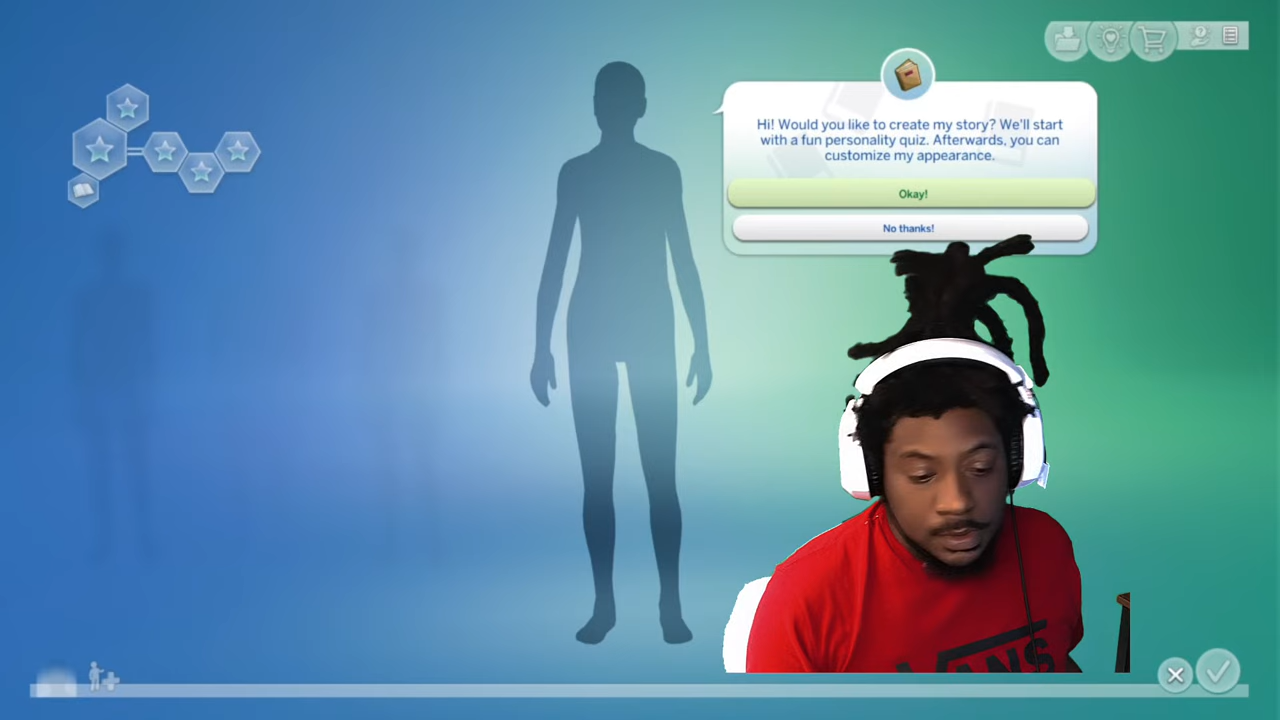 Hi! Would you like to create my story? We'll start
with a fun personality quiz. Afterwards, you can
customize my appearance.
Okay!
No thanks!
VANS